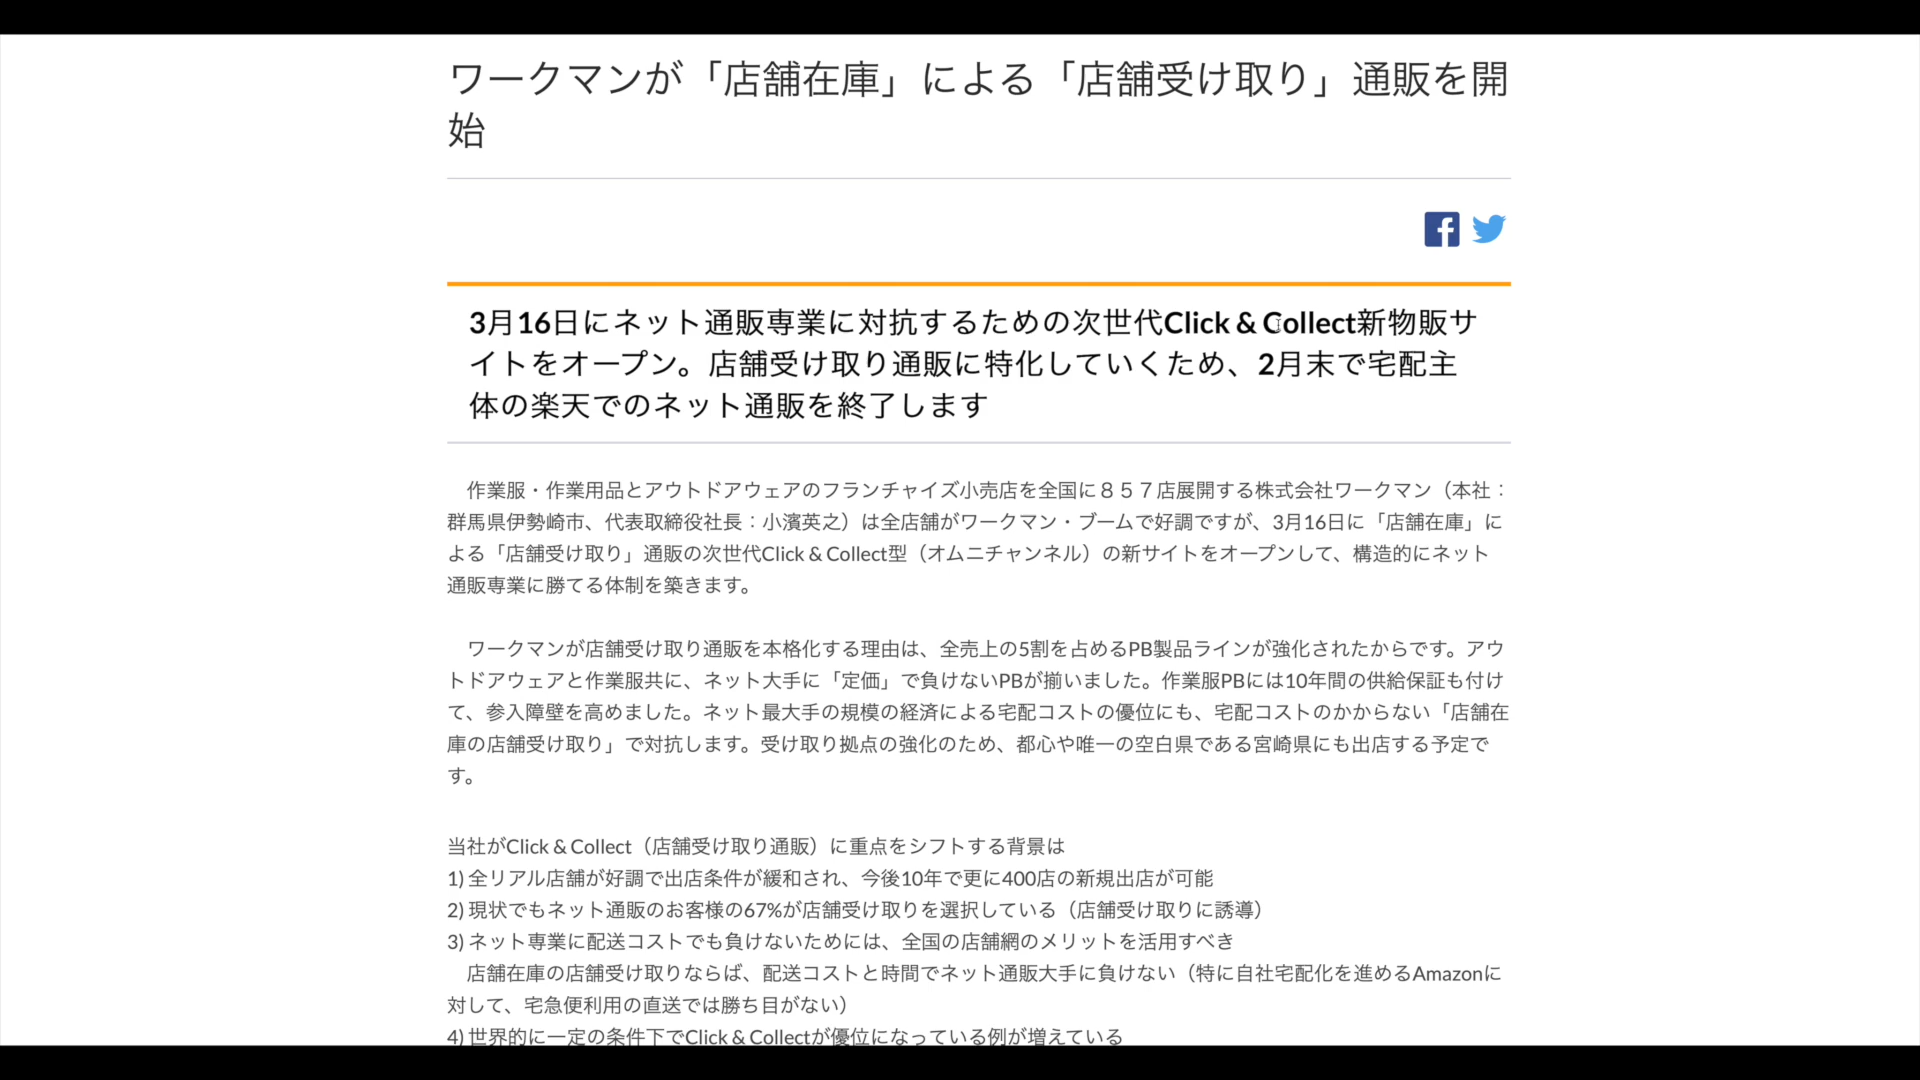 ワークマンが「店舗在庫」による「店舗受け取り」通販を開
始
3月16日にネット通販専業に対抗するための次世代Click & Collect新物販サ
イトをオープン。店舗受け取り通販に特化していくため、2月末で宅配主
体の楽天でのネット通販を終了します
作業服・作業用品とアウトドアウェアのフランチャイズ小売店を全国に８５７店展開する株式会社ワークマン（本社：
群馬県伊勢崎市、代表取締役社長：小濱英之）は全店舗がワークマン・ブームで好調ですが、3月16日に「店舗在庫」に
よる「店舗受け取り」通販の次世代Click & Collect型（オムニチャンネル）の新サイトをオープンして、構造的にネット
通販専業に勝てる体制を築きます。
ワークマンが店舗受け取り通販を本格化する理由は、全売上の5割を占めるPB製品ラインが強化されたからです。アウ
トドアウェアと作業服共に、ネット大手に「定価」で負けないPBが揃いました。作業服PBには10年間の供給保証も付け
て、参入障壁を高めました。ネット最大手の規模の経済による宅配コストの優位にも、宅配コストのかからない「店舗在
庫の店舗受け取り」で対抗します。受け取り拠点の強化のため、都心や唯一の空白県である宮崎県にも出店する予定で
す。
当社がClick & Collect（店舗受け取り通販）に重点をシフトする背景は
1) 全リアル店舗が好調で出店条件が緩和され、今後10年で更に400店の新規出店が可能
2) 現状でもネット通販のお客様の67%が店舗受け取りを選択している（店舗受け取りに誘導）
3) ネット専業に配送コストでも負けないためには、全国の店舗網のメリットを活用すべき
店舗在庫の店舗受け取りならば、配送コストと時間でネット通販大手に負けない（特に自社宅配化を進めるAmazonに
対して、宅急便利用の直送では勝ち目がない）
4) 世界的に一定の条件下でClick & Collectが優位になっている例が増えている